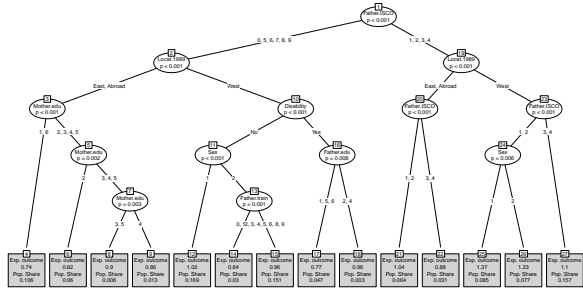 1
Father.ISCO
p < 0.001
0, 5, 6, 7, 8, 9
1, 2, 3, 4
2
Locat.1989
p < 0.001
19
Locat.1989
p < 0.001
East, Abroad
West
East, Abroad
West
3
Mother.edu
p < 0.001
10
Disability
p < 0.001
20
Father.ISCO
p < 0.001
23
Father.ISCO
p < 0.001
1, 6
2, 3, 4, 5
No
Yes
1, 2
3, 4
1, 2
3, 4
5
Mother.edu
p = 0.002
11
Sex
p < 0.001
16
Father.edu
p = 0.008
24
Sex
p = 0.006
2
3, 4, 5
1
2
1, 5, 6
2, 4
1
2
7
Mother.edu
p = 0.003
13
Father.train
p = 0.001
3, 5
4
0, 12, 3, 4, 5, 6, 8, 9
4
Exp. outcome
0.74
Pop. Share
0.106
6
Exp. outcome
0.82
Pop. Share
0.06
8
Exp. outcome
0.9
Pop. Share
0.006
9
Exp. outcome
0.86
Pop. Share
0.013
12
Exp. outcome
1.02
Pop. Share
0.169
14
Exp. outcome
0.84
Pop. Share
0.03
15
Exp. outcome
0.96
Pop. Share
0.151
17
Exp. outcome
0.77
Pop. Share
0.047
18
Exp. outcome
0.96
Pop. Share
0.003
21
Exp. outcome
1.04
Pop. Share
0.064
22
Exp. outcome
0.88
Pop. Share
0.031
25
Exp. outcome
1.37
Pop. Share
0.085
26
Exp. outcome
1.23
Pop. Share
0.077
27
Exp. outcome
1.1
Pop. Share
0.157